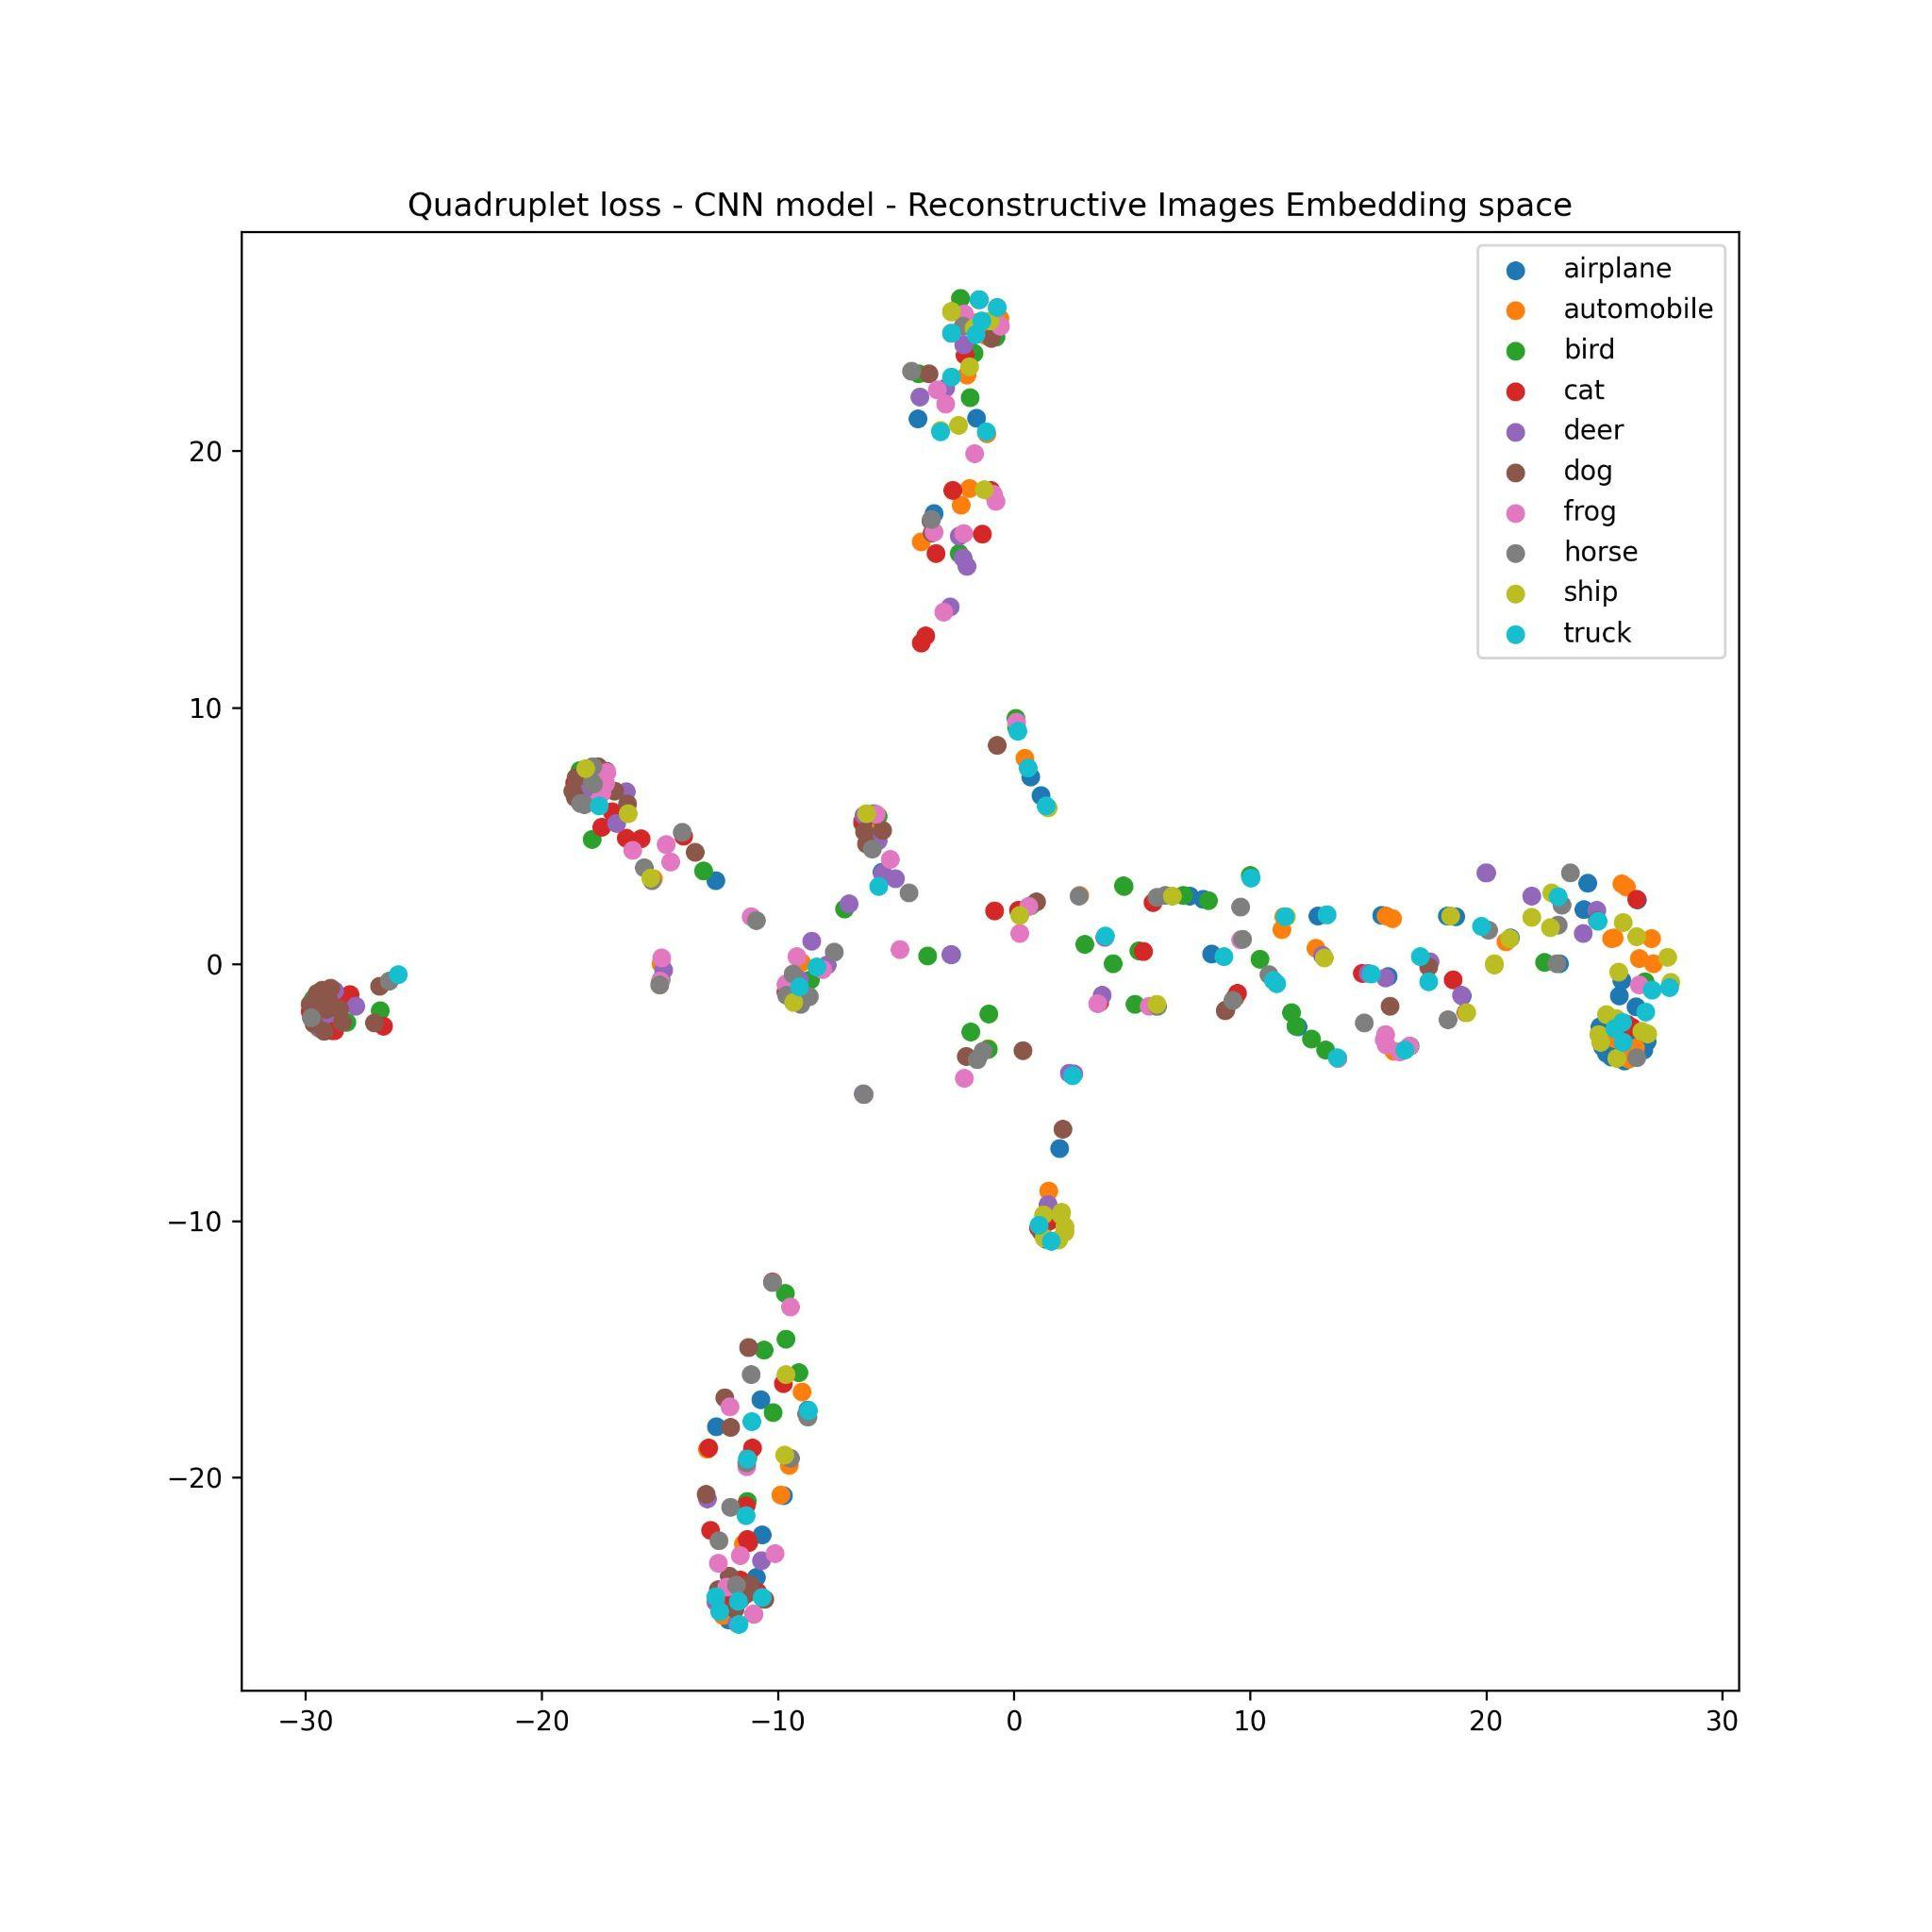 Quadruplet loss - CNN model - Reconstructive Images Embedding space
airplane
automobile
bird
cat
deer
dog
frog
horse
ship
truck
20
10
0
−10
−20
−30 −20 −10 0 10 20 30